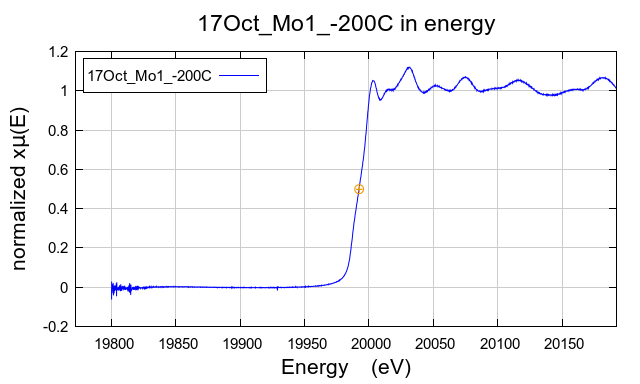 17Oct_Mo1_-200C in energy
17Oct_Mo1_-200C
normalized xμ(E)
1.2
1
0.8
0.6
0.4
0.2
0
-0.2
19800 19850 19900 19950 20000 20050 20100 20150
Energy (eV)